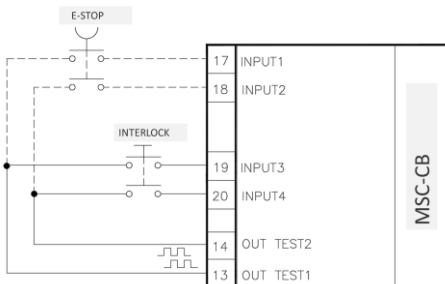 E-STOP
17 INPUT1
18 INPUT2
INTERLOCK
19 INPUT3
20 INPUT4
14 OUT TEST2
13 OUT TEST1
MSC-CB